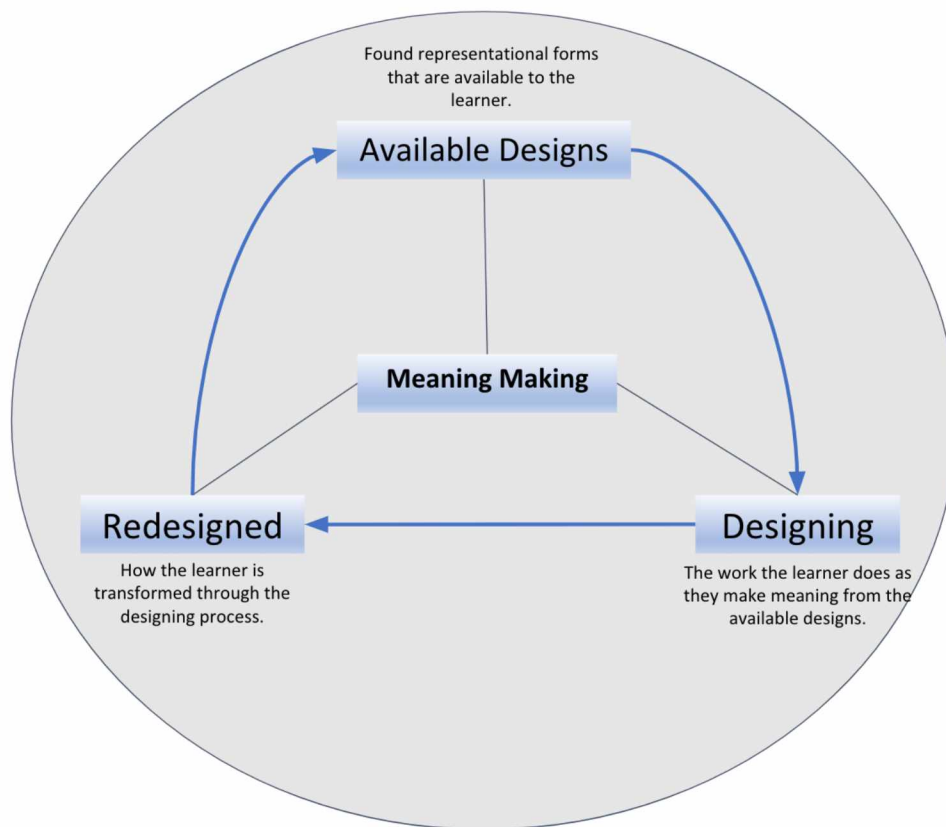 Found representational forms
that are available to the
learner.
Available Designs
Meaning Making
Redesigned
How the learner is
transformed through the
designing process.
Designing
The work the learner does as
they make meaning from the
available designs.